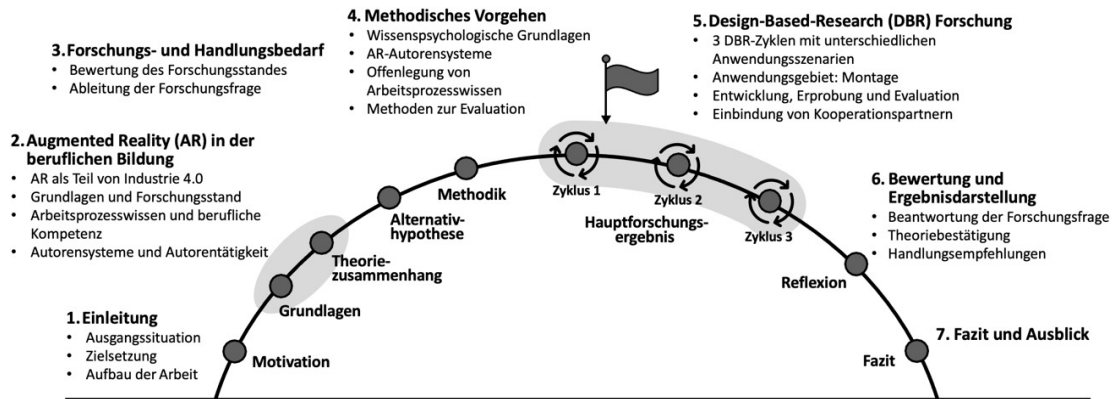 1. Einleitung
• Ausgangssituation
• Zielsetzung
• Aufbau der Arbeit
2. Augmented Reality (AR) in der
beruflichen Bildung
• AR als Teil von Industrie 4.0
• Grundlagen und Forschungsstand
• Arbeitsprozesswissen und berufliche
Kompetenz
• Autorensysteme und Autorentätigkeit
3. Forschungs- und Handlungsbedarf
• Bewertung des Forschungsstandes
• Ableitung der Forschungsfrage
4. Methodisches Vorgehen
• Wissenspsychologische Grundlagen
• AR-Autorensysteme
• Offenlegung von
Arbeitsprozesswissen
• Methoden zur Evaluation
5. Design-Based-Research (DBR) Forschung
• 3 DBR-Zyklen mit unterschiedlichen
Anwendungsszenarien
• Anwendungsgebiet: Montage
• Entwicklung, Erprobung und Evaluation
• Einbindung von Kooperationspartnern
6. Bewertung und
Ergebnisdarstellung
• Beantwortung der Forschungsfrage
• Theoriebestätigung
• Handlungsempfehlungen
7. Fazit und Ausblick
Motivation
Grundlagen
Theorie-
zusammenhang
Alternativ-
hypothese
Methodik
Zyklus 1
Zyklus 2
Zyklus 3
Hauptforschungs-
ergebnis
Reflexion
Fazit